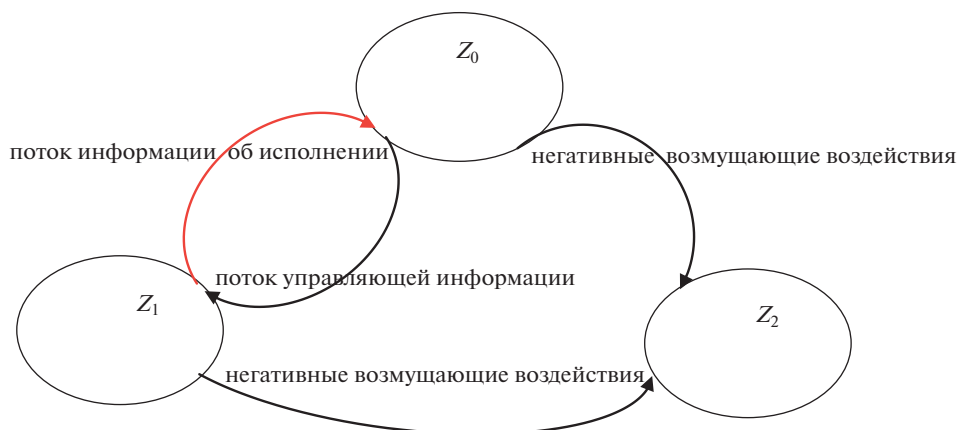 Z₀
поток информации об исполнении
негативные возмущающие воздействия
поток управляющей информации
Z₁
Z₂
негативные возмущающие воздействия